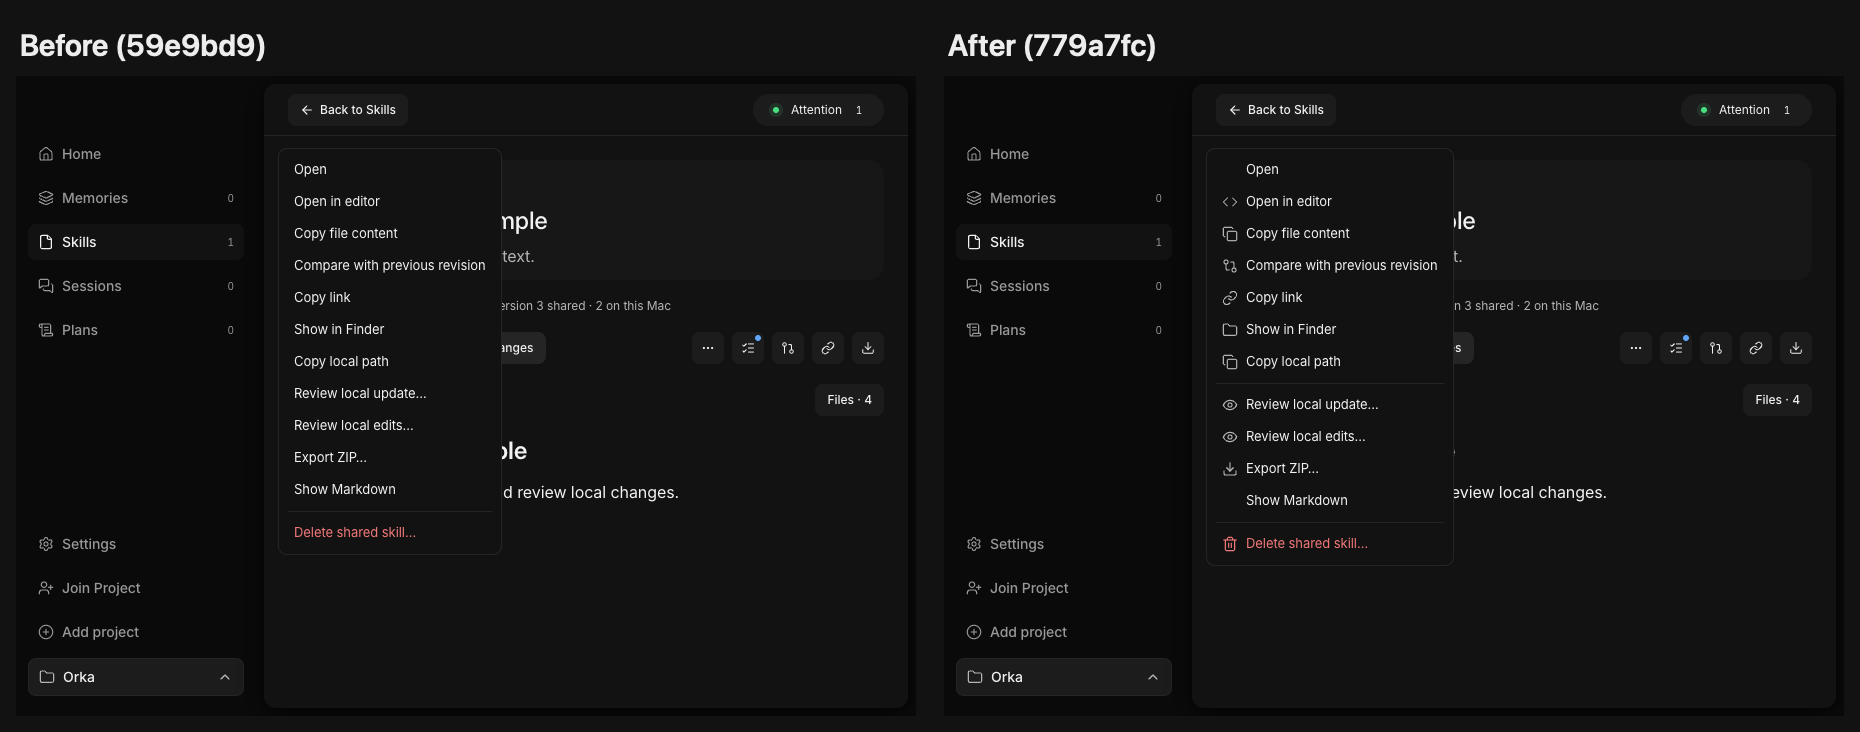 Before (59e9bd9)
Back to Skills
Attention 1
Home
Memories 0
Skills 1
Sessions 0
Plans 0
Settings
Join Project
Add project
Orka
Open
Open in editor
Copy file content
Compare with previous revision
Copy link
Show in Finder
Copy local path
Review local update...
Review local edits...
Export ZIP...
Show Markdown
Delete shared skill...
text.
3 shared · 2 on this Mac
Files · 4
review local changes.
After (779a7fc)
Back to Skills
Attention 1
Home
Memories 0
Skills 1
Sessions 0
Plans 0
Settings
Join Project
Add project
Orka
Open
Open in editor
Copy file content
Compare with previous revision
Copy link
Show in Finder
Copy local path
Review local update...
Review local edits...
Export ZIP...
Show Markdown
Delete shared skill...
3 shared · 2 on this Mac
Files · 4
local changes.